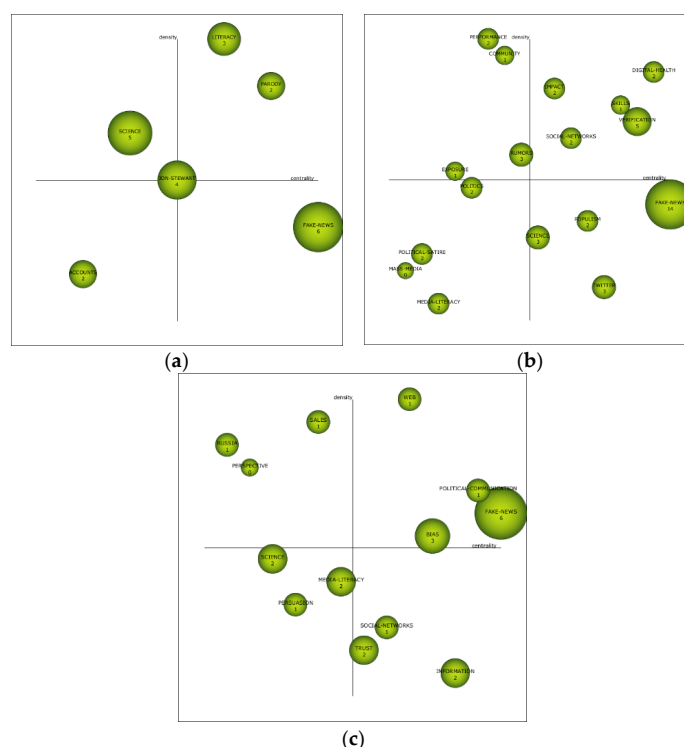 density
LITERACY
3
PARODY
2
SCIENCE
5
JON-STEWART
4
centrality
FAKE-NEWS
6
ACCOUNTS
2
(a)
density
PERFORMANCE
2
COMMUNITY
1
DIGITAL-HEALTH
2
IMPACT
2
SKILLS
1
VERIFICATION
5
SOCIAL-NETWORKS
2
RUMORS
3
EXPOSURE
1
POLITICS
2
centrality
FAKE-NEWS
14
POPULISM
2
SCIENCE
3
POLITICAL-SATIRE
2
MASS-MEDIA
0
TWITTER
3
MEDIA-LITERACY
2
(b)
density
WEB
1
SALES
1
RUSSIA
1
PERSPECTIVE
0
POLITICAL-COMMUNICATION
1
FAKE-NEWS
6
BIAS
3
centrality
SCIENCE
2
MEDIA-LITERACY
2
PERSUASION
1
SOCIAL-NETWORKS
1
TRUST
2
INFORMATION
2
(c)